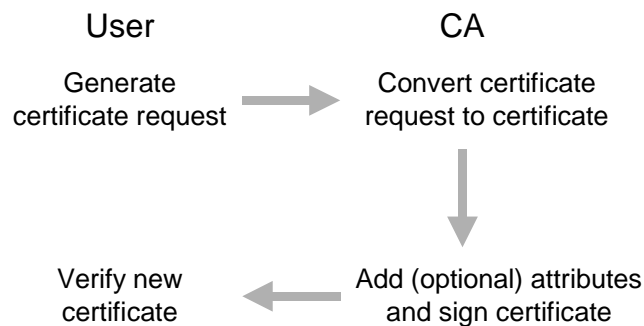 User
CA
Generate
certificate request
Convert certificate
request to certificate
Verify new
certificate
Add (optional) attributes
and sign certificate